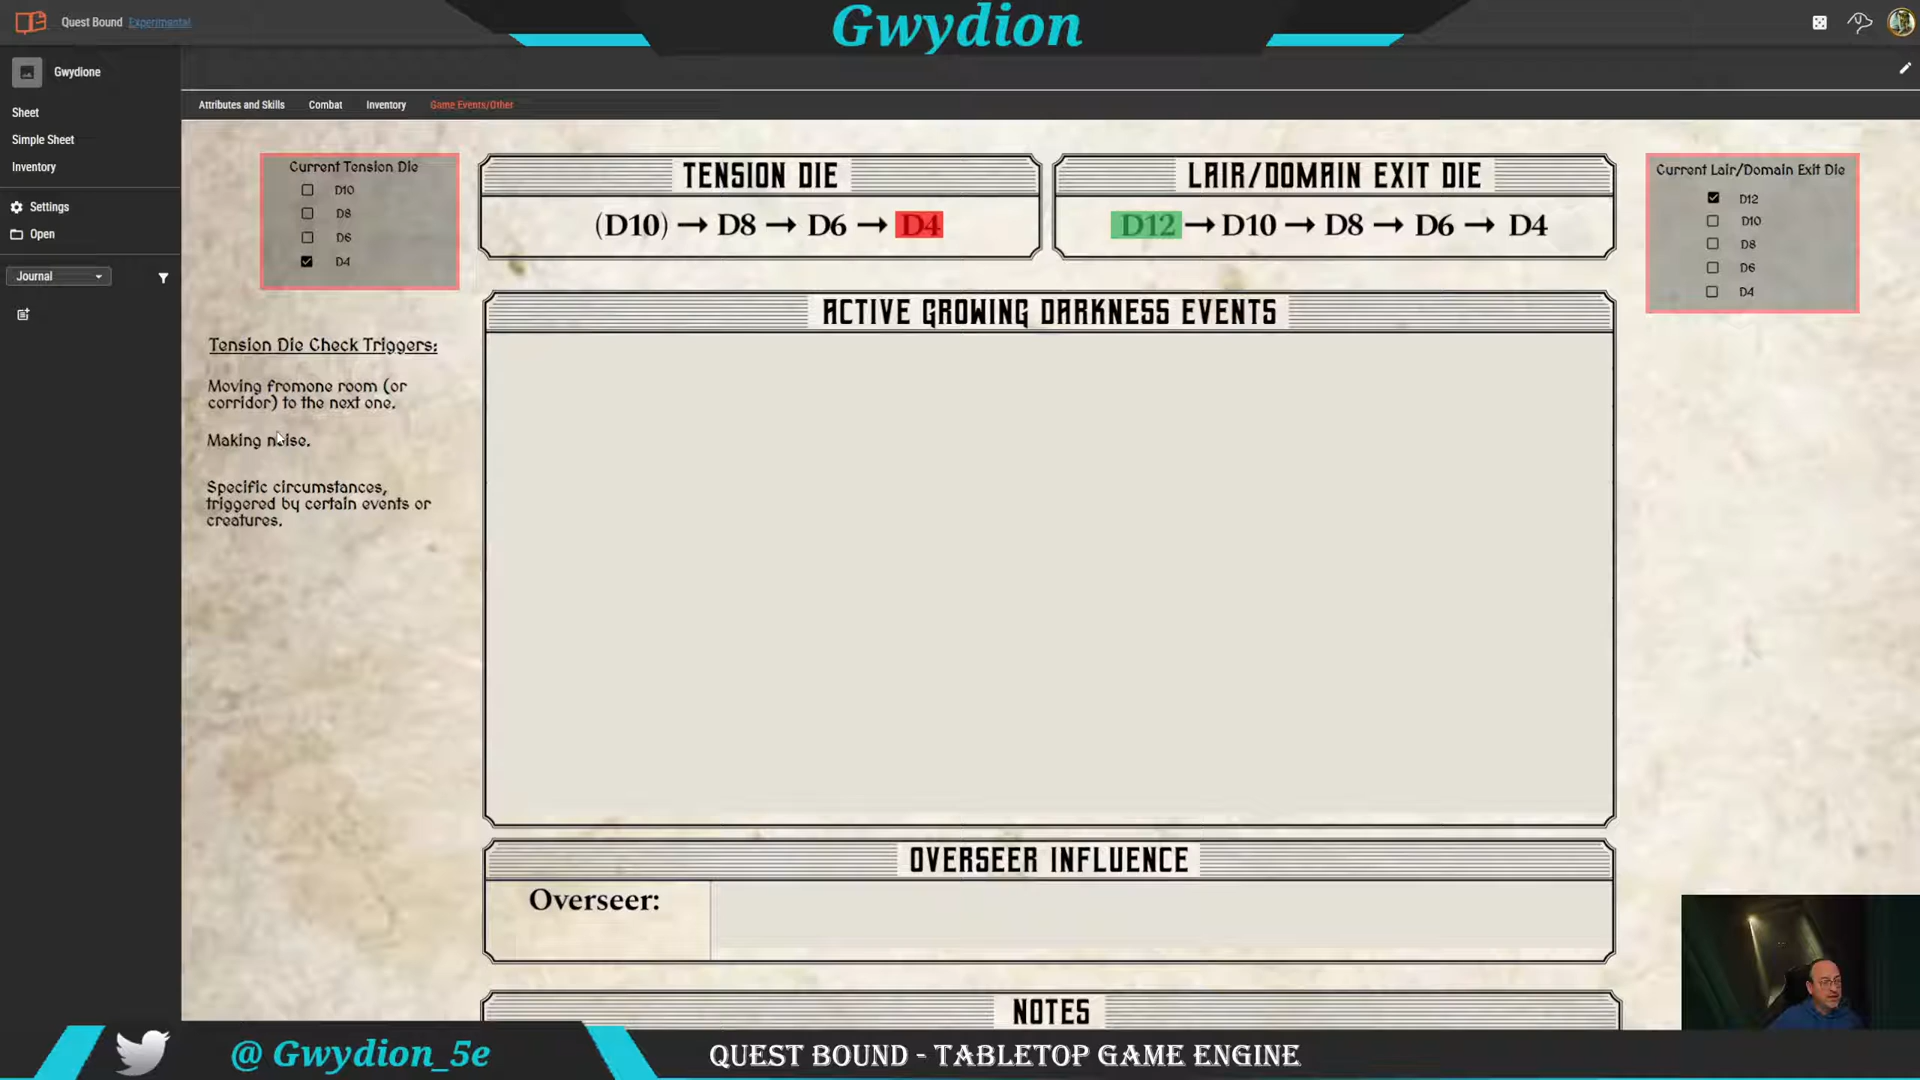 Gwydion
Quest Bound Experimental
Gwydione
Sheet
Simple Sheet
Inventory
Settings
Open
Journal
Attributes and Skills Combat Inventory Game Events/Other
Current Tension Die
D10
D8
D6
D4
TENSION DIE
(D10) → D8 → D6 → D4
LAIR/DOMAIN EXIT DIE
D12 → D10 → D8 → D6 → D4
Current Lair/Domain Exit Die
D12
D10
D8
D6
D4
Tension Die Check Triggers:
Moving fromone room (or
corridor) to the next one.
Making noise.
Specific circumstances,
triggered by certain events or
creatures.
ACTIVE GROWING DARKNESS EVENTS
OVERSEER INFLUENCE
Overseer:
NOTES
@ Gwydion_5e
QUEST BOUND - TABLETOP GAME ENGINE